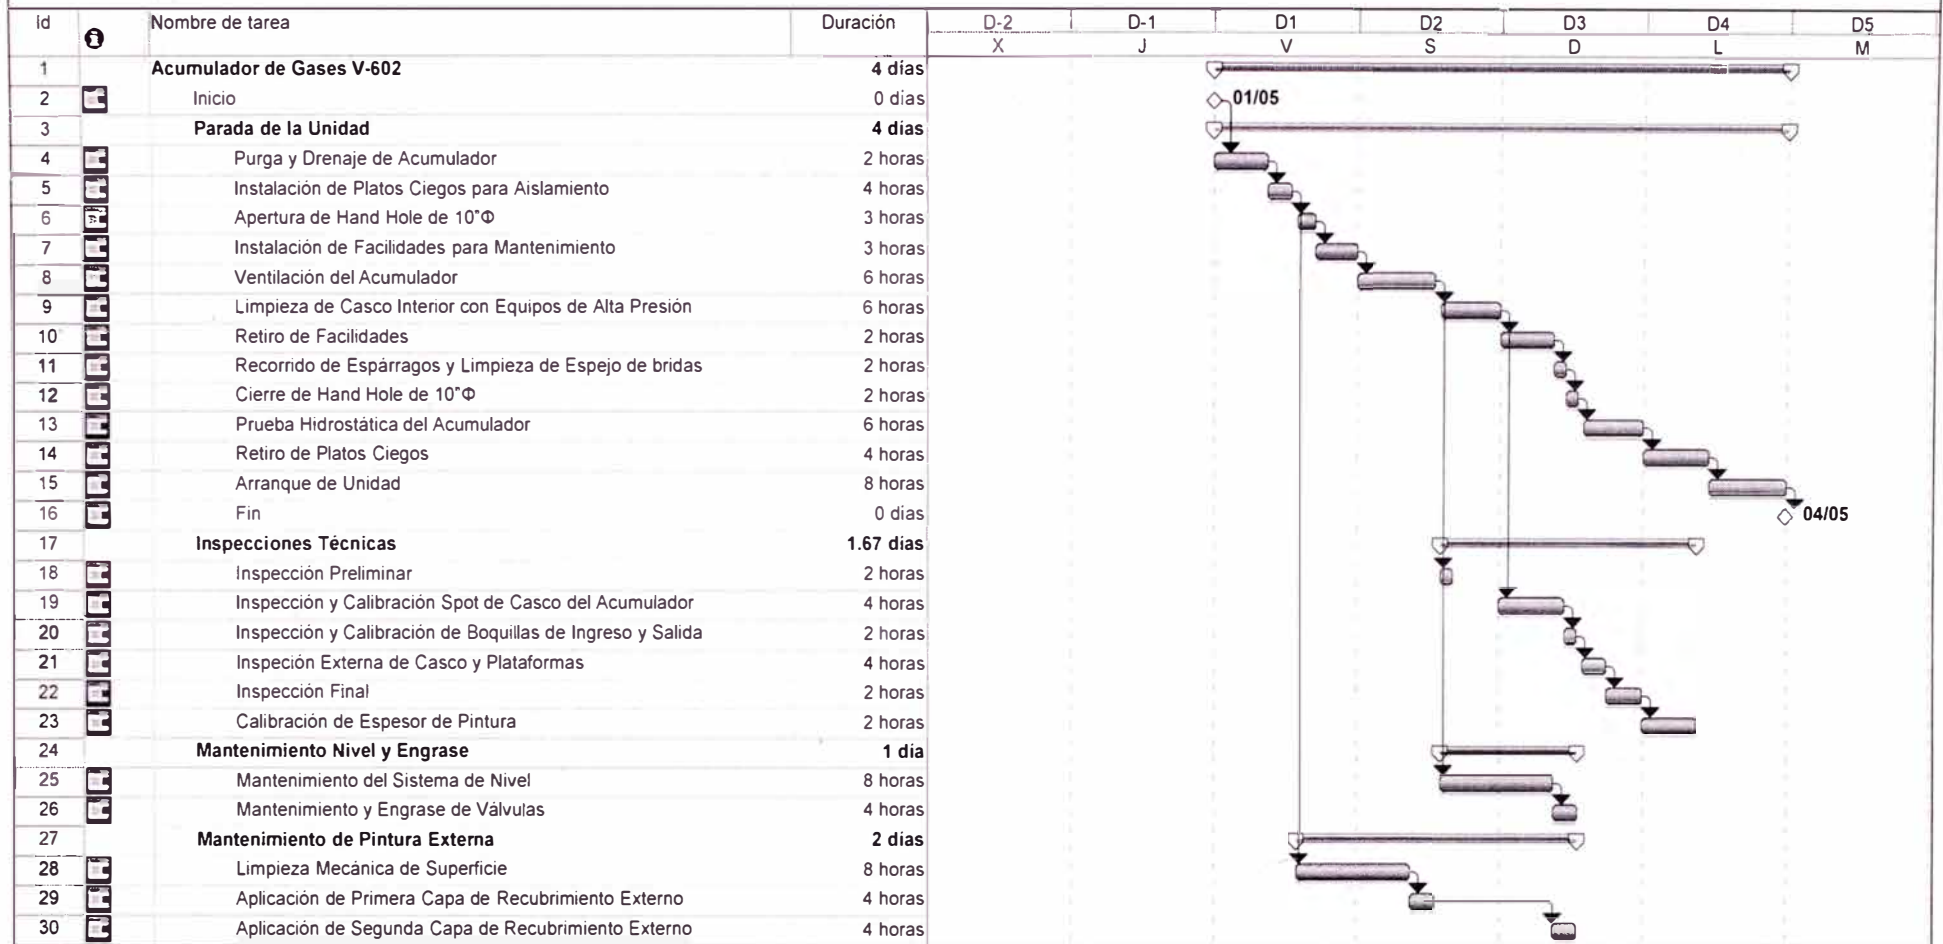 Id Nombre de tarea Duración D-2 D-1 D1 D2 D3 D4 D5
X J V S D L M
1 Acumulador de Gases V-602 4 días
2 Inicio 0 días 01/05
3 Parada de la Unidad 4 días
4 Purga y Drenaje de Acumulador 2 horas
5 Instalación de Platos Ciegos para Aislamiento 4 horas
6 Apertura de Hand Hole de 10"Φ 3 horas
7 Instalación de Facilidades para Mantenimiento 3 horas
8 Ventilación del Acumulador 6 horas
9 Limpieza de Casco Interior con Equipos de Alta Presión 6 horas
10 Retiro de Facilidades 2 horas
11 Recorrido de Espárragos y Limpieza de Espejo de bridas 2 horas
12 Cierre de Hand Hole de 10"Φ 2 horas
13 Prueba Hidrostática del Acumulador 6 horas
14 Retiro de Platos Ciegos 4 horas
15 Arranque de Unidad 8 horas
16 Fin 0 días 04/05
17 Inspecciones Técnicas 1.67 días
18 Inspección Preliminar 2 horas
19 Inspección y Calibración Spot de Casco del Acumulador 4 horas
20 Inspección y Calibración de Boquillas de Ingreso y Salida 2 horas
21 Inspeción Externa de Casco y Plataformas 4 horas
22 Inspección Final 2 horas
23 Calibración de Espesor de Pintura 2 horas
24 Mantenimiento Nivel y Engrase 1 día
25 Mantenimiento del Sistema de Nivel 8 horas
26 Mantenimiento y Engrase de Válvulas 4 horas
27 Mantenimiento de Pintura Externa 2 días
28 Limpieza Mecánica de Superficie 8 horas
29 Aplicación de Primera Capa de Recubrimiento Externo 4 horas
30 Aplicación de Segunda Capa de Recubrimiento Externo 4 horas